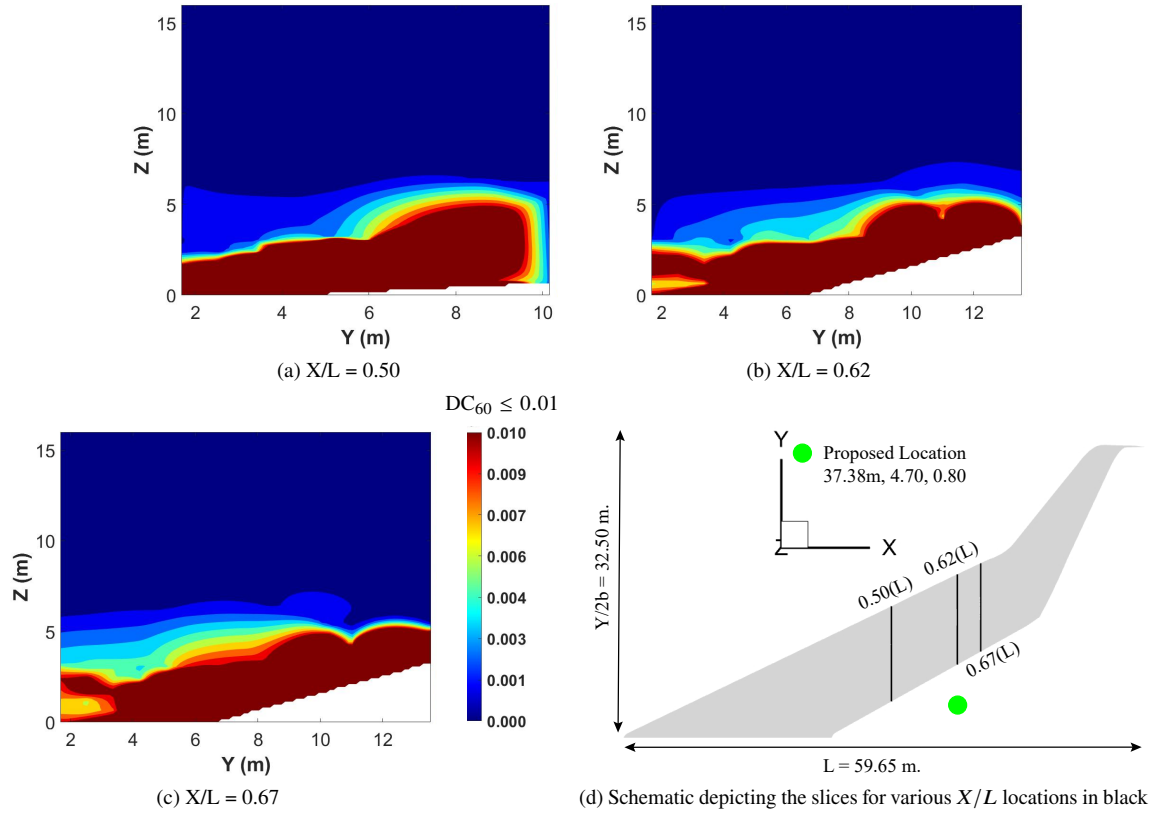 15
10
5
0
Z (m)
2 4 6 8 10
Y (m)
(a) X/L = 0.50
15
10
5
0
Z (m)
2 4 6 8 10 12
Y (m)
(b) X/L = 0.62
DC₆₀ ≤ 0.01
15
10
5
0
Z (m)
2 4 6 8 10 12
Y (m)
(c) X/L = 0.67
0.010
0.009
0.007
0.006
0.005
0.003
0.002
0.001
0.000
Y
Z
X
Proposed Location
37.38m, 4.70, 0.80
Y/2b = 32.50 m.
0.50(L)
0.62(L)
0.67(L)
L = 59.65 m.
(d) Schematic depicting the slices for various X/L locations in black